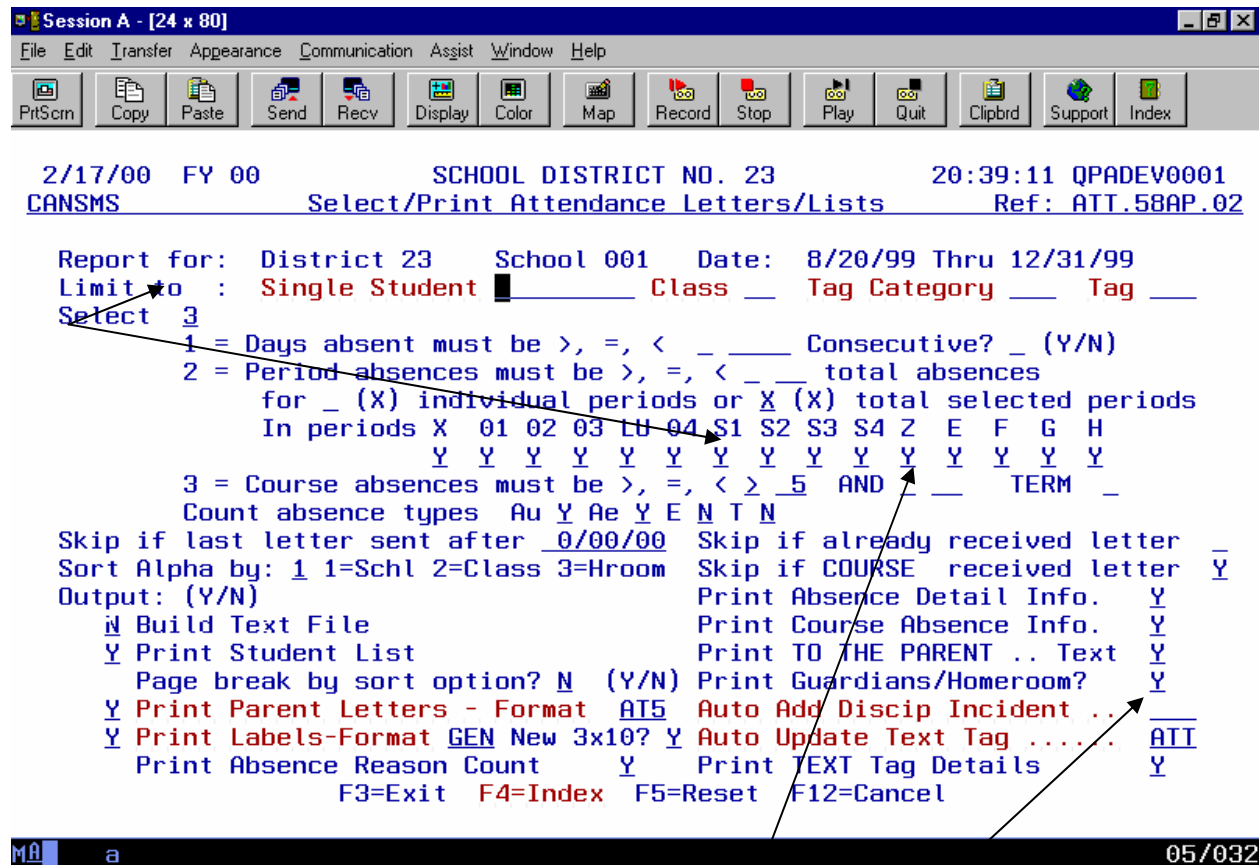 Session A - [24 x 80]
File Edit Transfer Appearance Communication Assist Window Help
PrtScrn Copy Paste Send Recv Display Color Map Record Stop Play Quit Clipbrd Support Index
2/17/00 FY 00 SCHOOL DISTRICT NO. 23 20:39:11 QPADEV0001
CANSMS Select/Print Attendance Letters/Lists Ref: ATT.58AP.02
Report for: District 23 School 001 Date: 8/20/99 Thru 12/31/99
Limit to : Single Student _________ Class __ Tag Category ___ Tag ___
Select 3
1 = Days absent must be >, =, < _ ____ Consecutive? _ (Y/N)
2 = Period absences must be >, =, < _ __ total absences
for _ (X) individual periods or X (X) total selected periods
In periods X 01 02 03 LU 04 S1 S2 S3 S4 Z E F G H
Y Y Y Y Y Y Y Y Y Y Y Y Y Y Y
3 = Course absences must be >, =, < > 5 AND _ __ TERM _
Count absence types Au Y Ae Y E N T N
Skip if last letter sent after 0/00/00 Skip if already received letter _
Sort Alpha by: 1 1=Schl 2=Class 3=Hroom Skip if COURSE received letter Y
Output: (Y/N) Print Absence Detail Info. Y
N Build Text File Print Course Absence Info. Y
Y Print Student List Print TO THE PARENT .. Text Y
Page break by sort option? N (Y/N) Print Guardians/Homeroom? Y
Y Print Parent Letters - Format AT5 Auto Add Discip Incident .. ___
Y Print Labels-Format GEN New 3x10? Y Auto Update Text Tag ...... ATT
Print Absence Reason Count Y Print TEXT Tag Details Y
F3=Exit F4=Index F5=Reset F12=Cancel
MA a 05/032